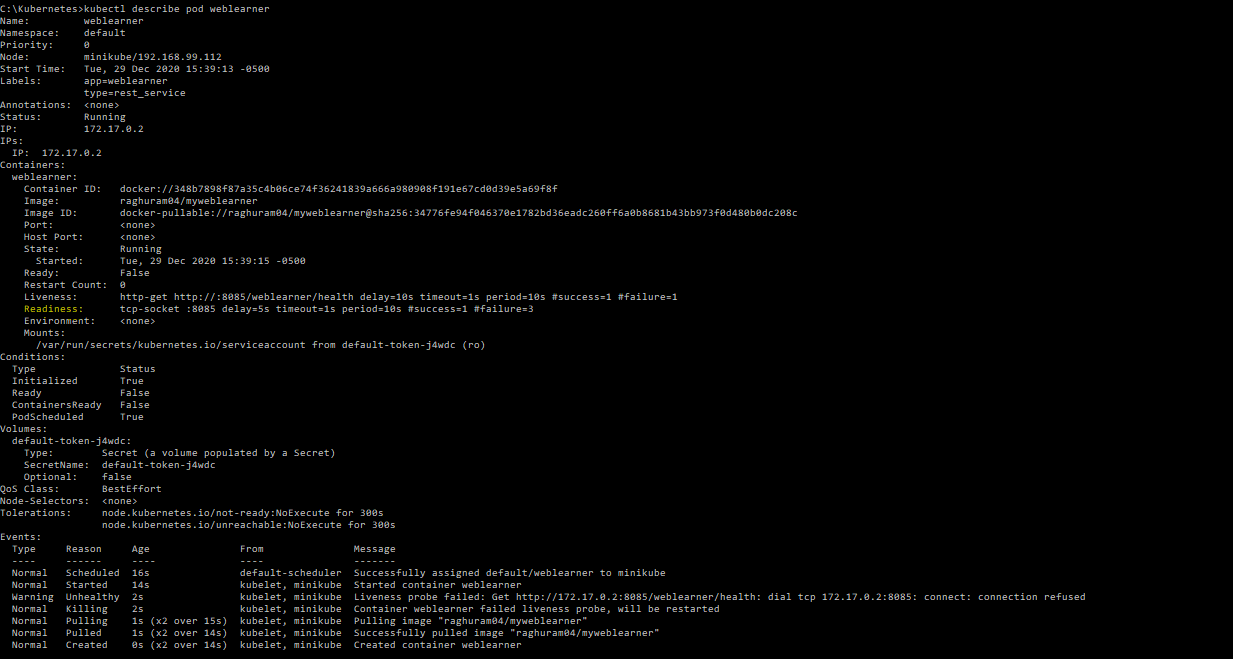 C:\Kubernetes>kubectl describe pod weblearner
Name:         weblearner
Namespace:    default
Priority:     0
Node:         minikube/192.168.99.112
Start Time:   Tue, 29 Dec 2020 15:39:13 -0500
Labels:       app=weblearner
              type=rest_service
Annotations:  <none>
Status:       Running
IP:           172.17.0.2
IPs:
  IP:  172.17.0.2
Containers:
  weblearner:
    Container ID:   docker://348b7898f87a35c4b06ce74f36241839a666a980908f191e67cd0d39e5a69f8f
    Image:          raghuram04/myweblearner
    Image ID:       docker-pullable://raghuram04/myweblearner@sha256:34776fe94f046370e1782bd36eadc260ff6a0b8681b43bb973f0d480b0dc208c
    Port:           <none>
    Host Port:      <none>
    State:          Running
      Started:      Tue, 29 Dec 2020 15:39:15 -0500
    Ready:          False
    Restart Count:  0
    Liveness:       http-get http://:8085/weblearner/health delay=10s timeout=1s period=10s #success=1 #failure=1
    Readiness:      tcp-socket :8085 delay=5s timeout=1s period=10s #success=1 #failure=3
    Environment:    <none>
    Mounts:
      /var/run/secrets/kubernetes.io/serviceaccount from default-token-j4wdc (ro)
Conditions:
  Type              Status
  Initialized       True
  Ready             False
  ContainersReady   False
  PodScheduled      True
Volumes:
  default-token-j4wdc:
    Type:        Secret (a volume populated by a Secret)
    SecretName:  default-token-j4wdc
    Optional:    false
QoS Class:       BestEffort
Node-Selectors:  <none>
Tolerations:     node.kubernetes.io/not-ready:NoExecute for 300s
                 node.kubernetes.io/unreachable:NoExecute for 300s
Events:
  Type     Reason     Age                From               Message
  ----     ------     ----               ----               -------
  Normal   Scheduled  16s                default-scheduler  Successfully assigned default/weblearner to minikube
  Normal   Started    14s                kubelet, minikube  Started container weblearner
  Warning  Unhealthy  2s                 kubelet, minikube  Liveness probe failed: Get http://172.17.0.2:8085/weblearner/health: dial tcp 172.17.0.2:8085: connect: connection refused
  Normal   Killing    2s                 kubelet, minikube  Container weblearner failed liveness probe, will be restarted
  Normal   Pulling    1s (x2 over 15s)   kubelet, minikube  Pulling image "raghuram04/myweblearner"
  Normal   Pulled     1s (x2 over 14s)   kubelet, minikube  Successfully pulled image "raghuram04/myweblearner"
  Normal   Created    0s (x2 over 14s)   kubelet, minikube  Created container weblearner